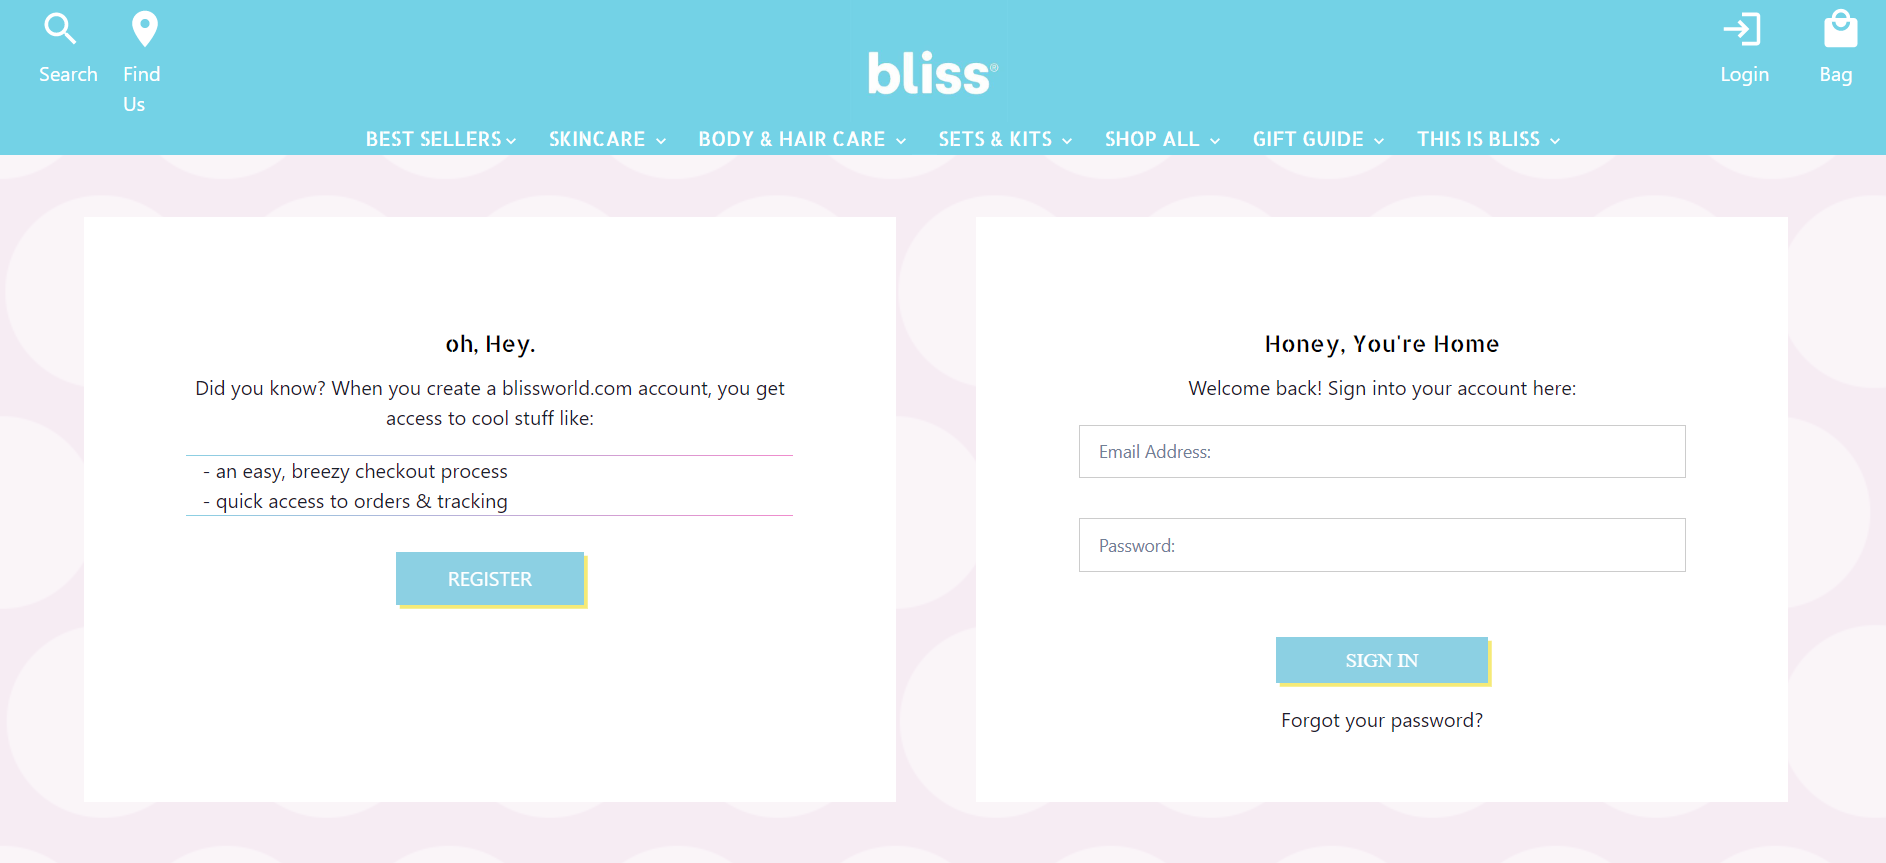 Search
Find
Us
bliss®
Login
Bag
BEST SELLERS
SKINCARE
BODY & HAIR CARE
SETS & KITS
SHOP ALL
GIFT GUIDE
THIS IS BLISS
oh, Hey.
Did you know? When you create a blissworld.com account, you get
access to cool stuff like:
- an easy, breezy checkout process
- quick access to orders & tracking
REGISTER
Honey, You're Home
Welcome back! Sign into your account here:
Email Address:
Password:
SIGN IN
Forgot your password?